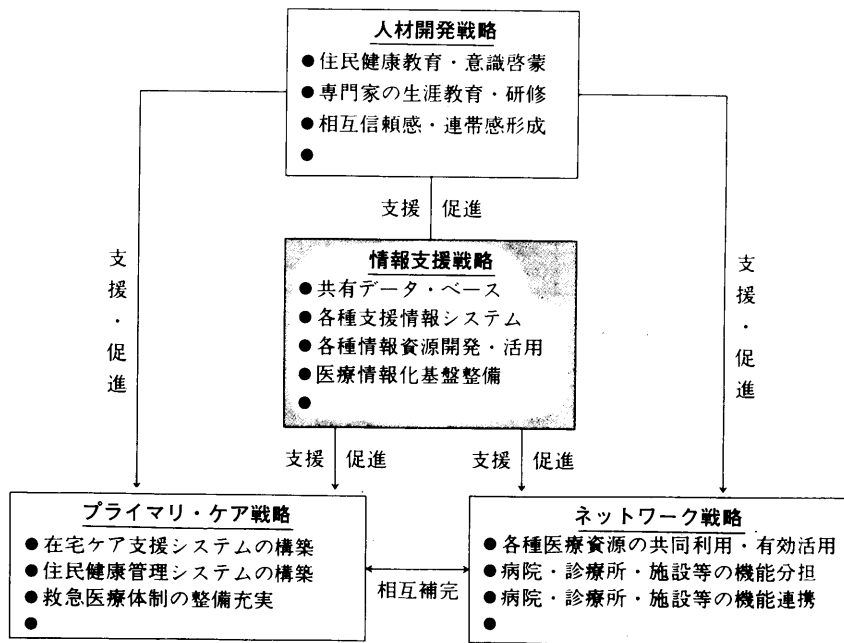 人材開発戦略
●住民健康教育・意識啓蒙
●専門家の生涯教育・研修
●相互信頼感・連帯感形成
●
支援 促進
支援・促進
支援・促進
情報支援戦略
●共有データ・ベース
●各種支援情報システム
●各種情報資源開発・活用
●医療情報化基盤整備
●
支援 促進
支援 促進
プライマリ・ケア戦略
●在宅ケア支援システムの構築
●住民健康管理システムの構築
●救急医療体制の整備充実
●
相互補完
ネットワーク戦略
●各種医療資源の共同利用・有効活用
●病院・診療所・施設等の機能分担
●病院・診療所・施設等の機能連携
●